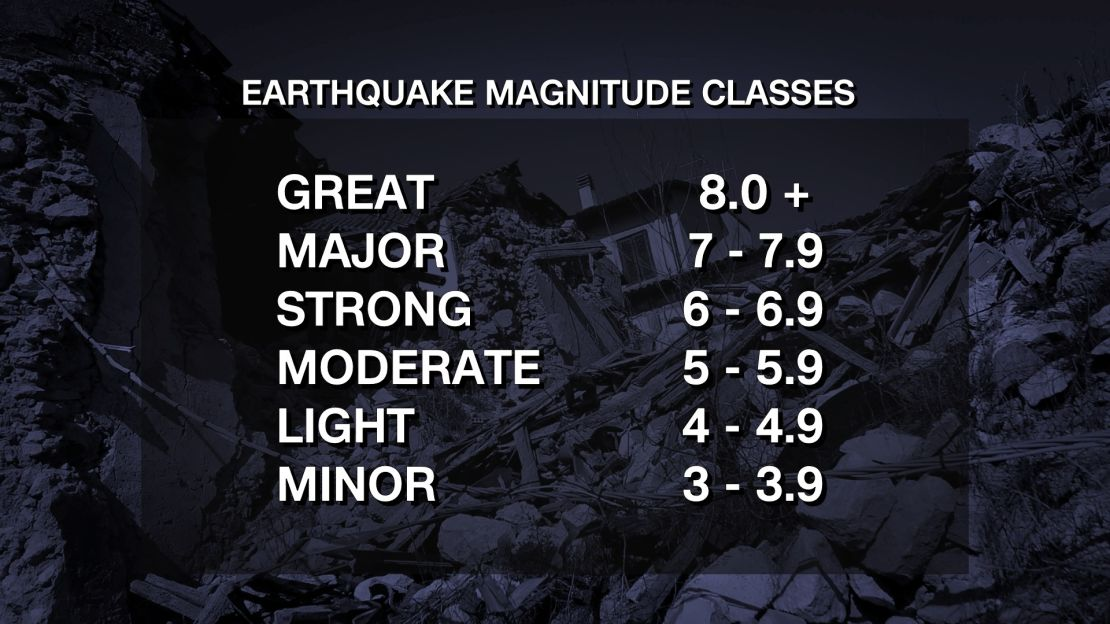 EARTHQUAKE MAGNITUDE CLASSES
GREAT 8.0 +
MAJOR 7 - 7.9
STRONG 6 - 6.9
MODERATE 5 - 5.9
LIGHT 4 - 4.9
MINOR 3 - 3.9